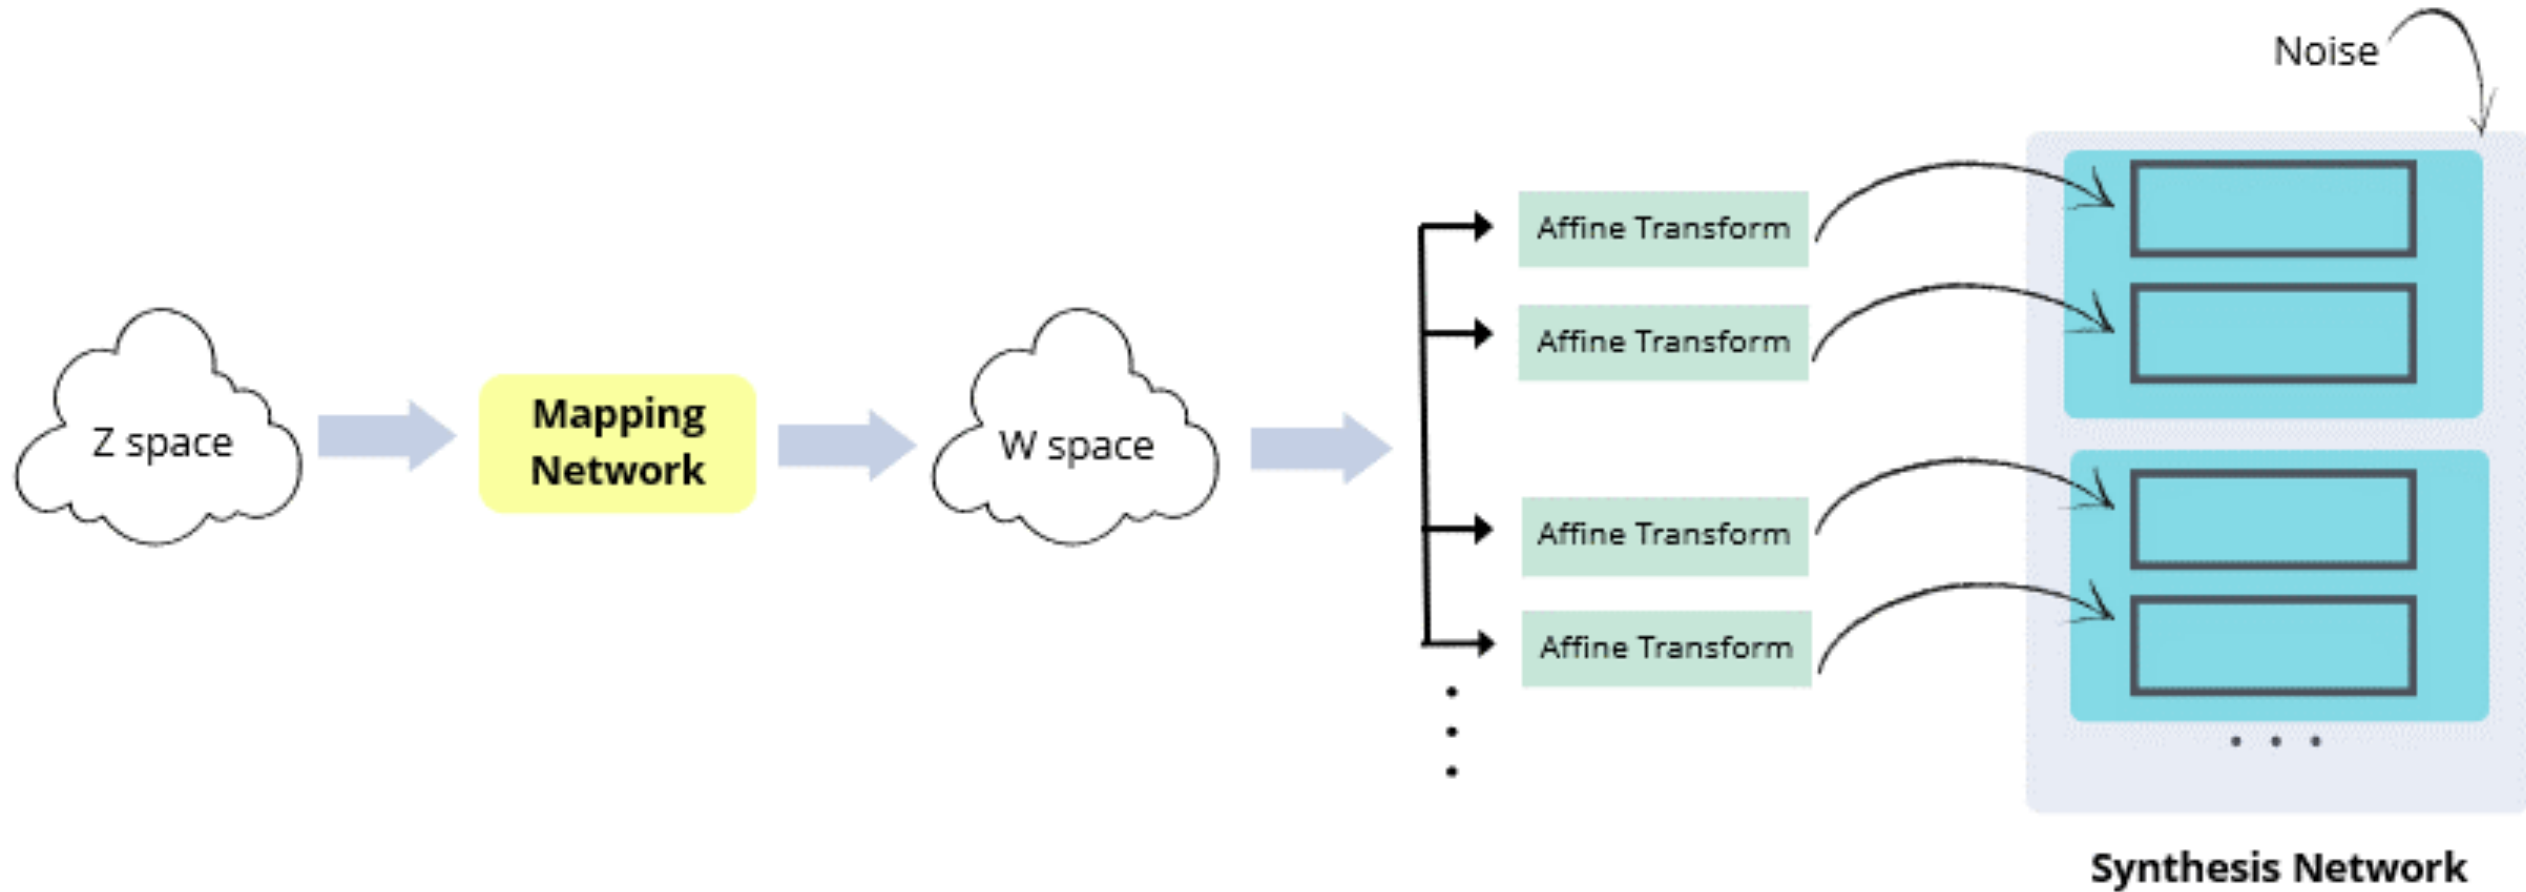 Noise
Affine Transform
Affine Transform
Z space
Mapping
Network
W space
Affine Transform
Affine Transform
Synthesis Network